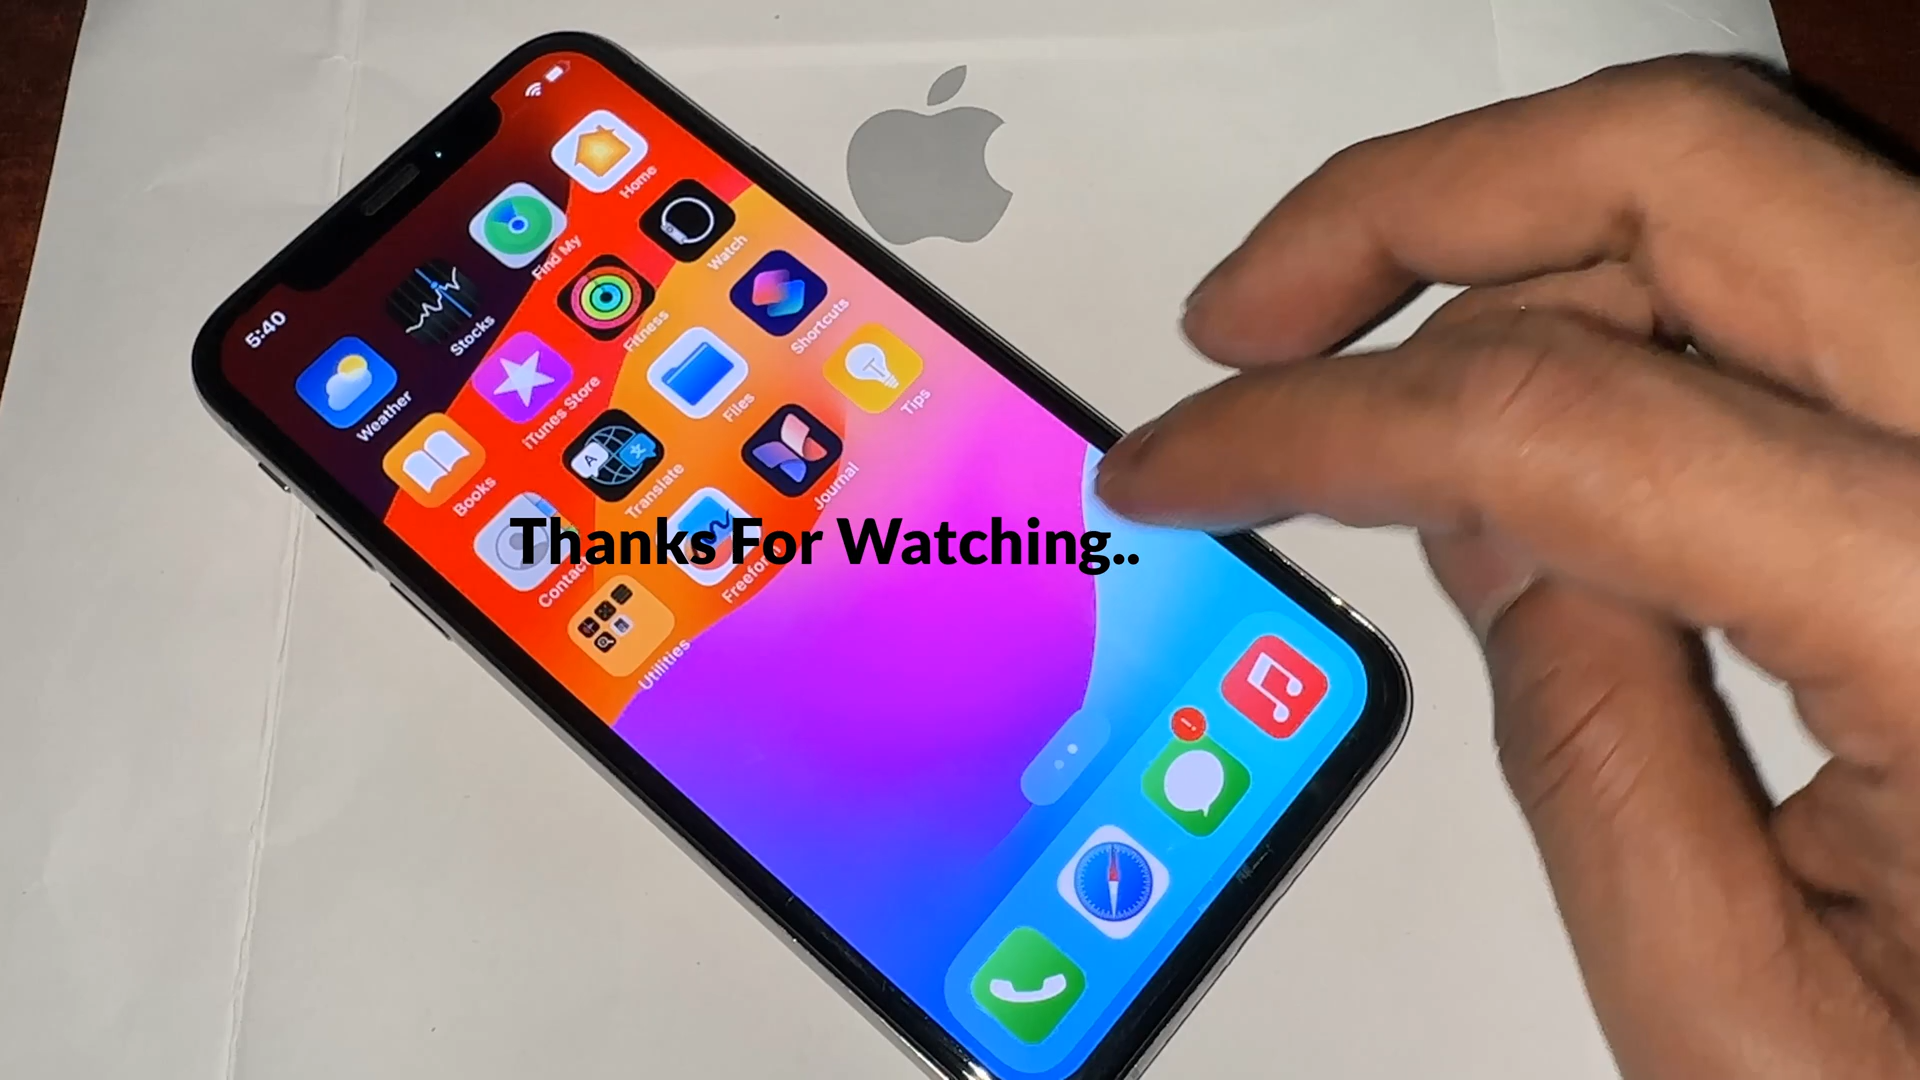 5:40
Weather
Stocks
Find My
Home
Books
iTunes Store
Fitness
Watch
Translate
Files
Shortcuts
Utilities
Journal
Tips
Thanks For Watching..